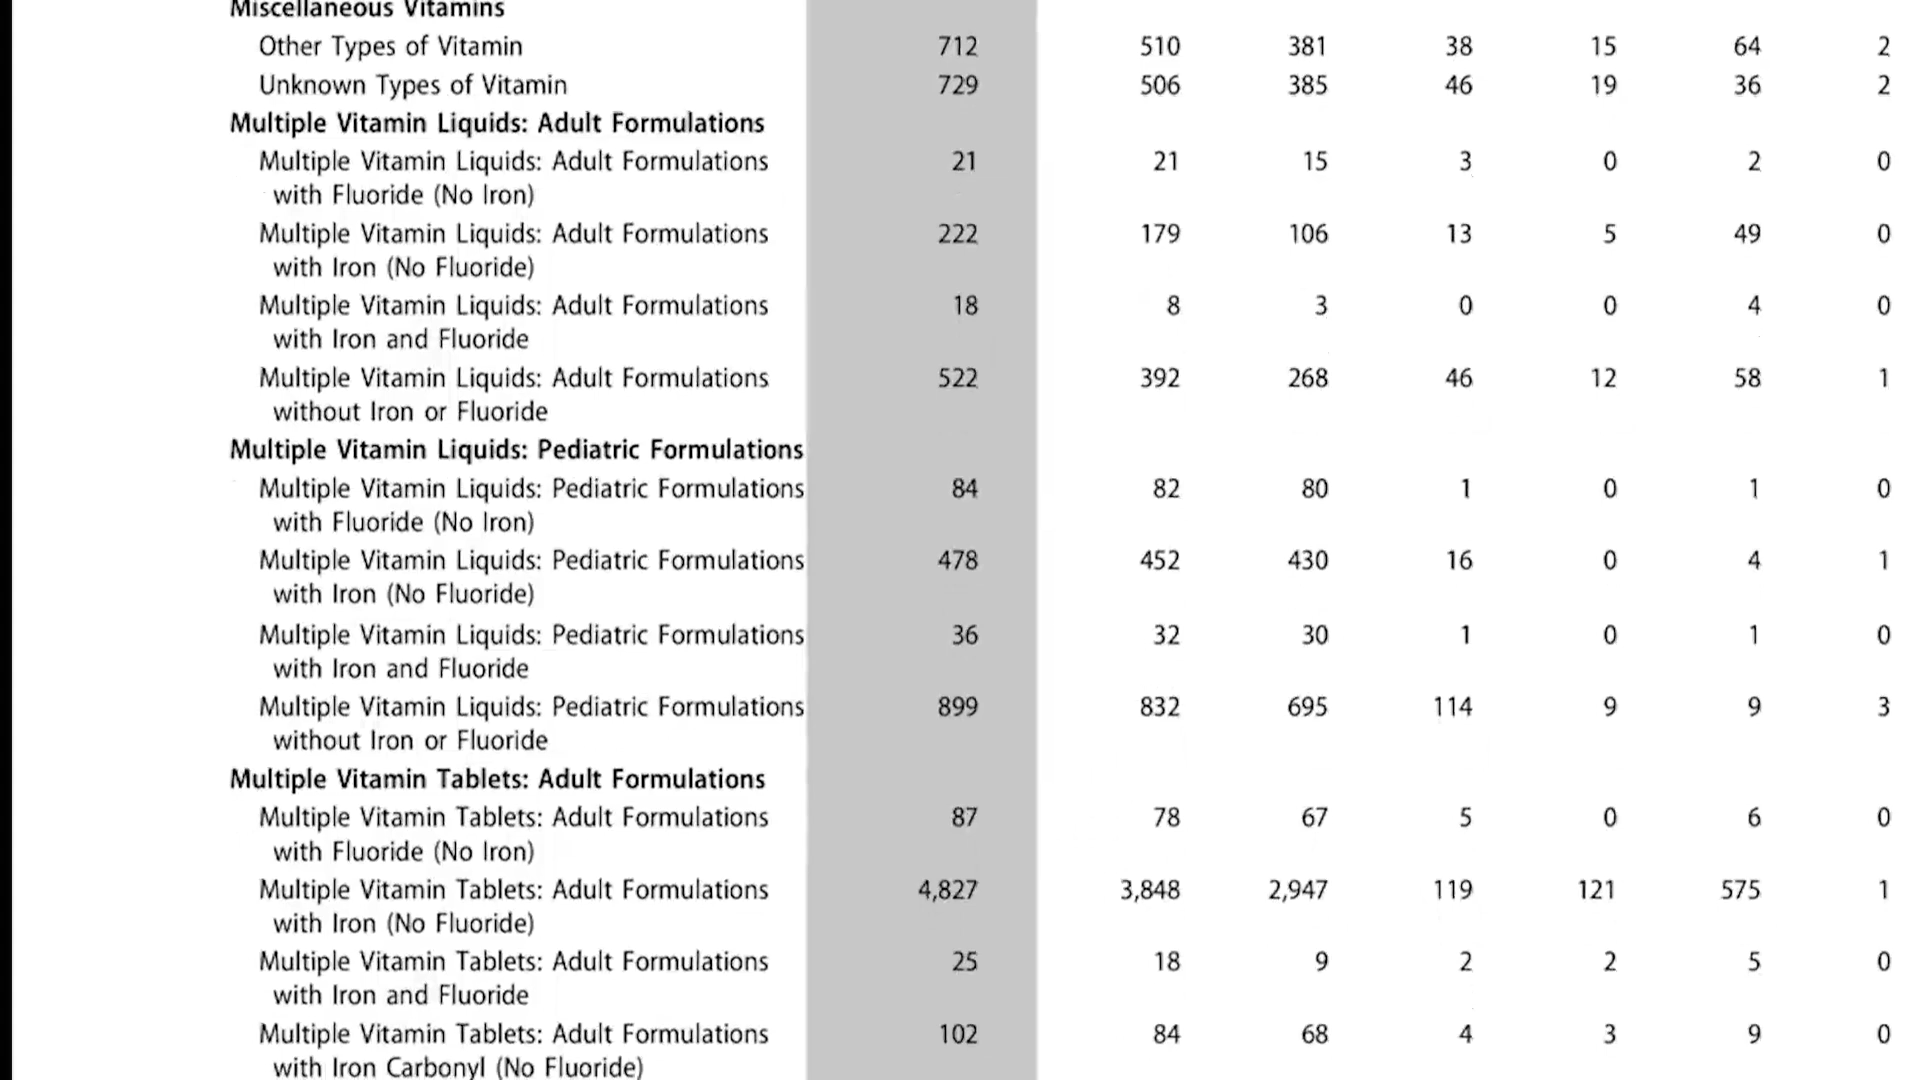 Miscellaneous Vitamins
Other Types of Vitamin 712 510 381 38 15 64 2
Unknown Types of Vitamin 729 506 385 46 19 36 2
Multiple Vitamin Liquids: Adult Formulations
Multiple Vitamin Liquids: Adult Formulations 21 21 15 3 0 2 0
with Fluoride (No Iron)
Multiple Vitamin Liquids: Adult Formulations 222 179 106 13 5 49 0
with Iron (No Fluoride)
Multiple Vitamin Liquids: Adult Formulations 18 8 3 0 0 4 0
with Iron and Fluoride
Multiple Vitamin Liquids: Adult Formulations 522 392 268 46 12 58 1
without Iron or Fluoride
Multiple Vitamin Liquids: Pediatric Formulations
Multiple Vitamin Liquids: Pediatric Formulations 84 82 80 1 0 1 0
with Fluoride (No Iron)
Multiple Vitamin Liquids: Pediatric Formulations 478 452 430 16 0 4 1
with Iron (No Fluoride)
Multiple Vitamin Liquids: Pediatric Formulations 36 32 30 1 0 1 0
with Iron and Fluoride
Multiple Vitamin Liquids: Pediatric Formulations 899 832 695 114 9 9 3
without Iron or Fluoride
Multiple Vitamin Tablets: Adult Formulations
Multiple Vitamin Tablets: Adult Formulations 87 78 67 5 0 6 0
with Fluoride (No Iron)
Multiple Vitamin Tablets: Adult Formulations 4,827 3,848 2,947 119 121 575 1
with Iron (No Fluoride)
Multiple Vitamin Tablets: Adult Formulations 25 18 9 2 2 5 0
with Iron and Fluoride
Multiple Vitamin Tablets: Adult Formulations 102 84 68 4 3 9 0
with Iron Carbonyl (No Fluoride)